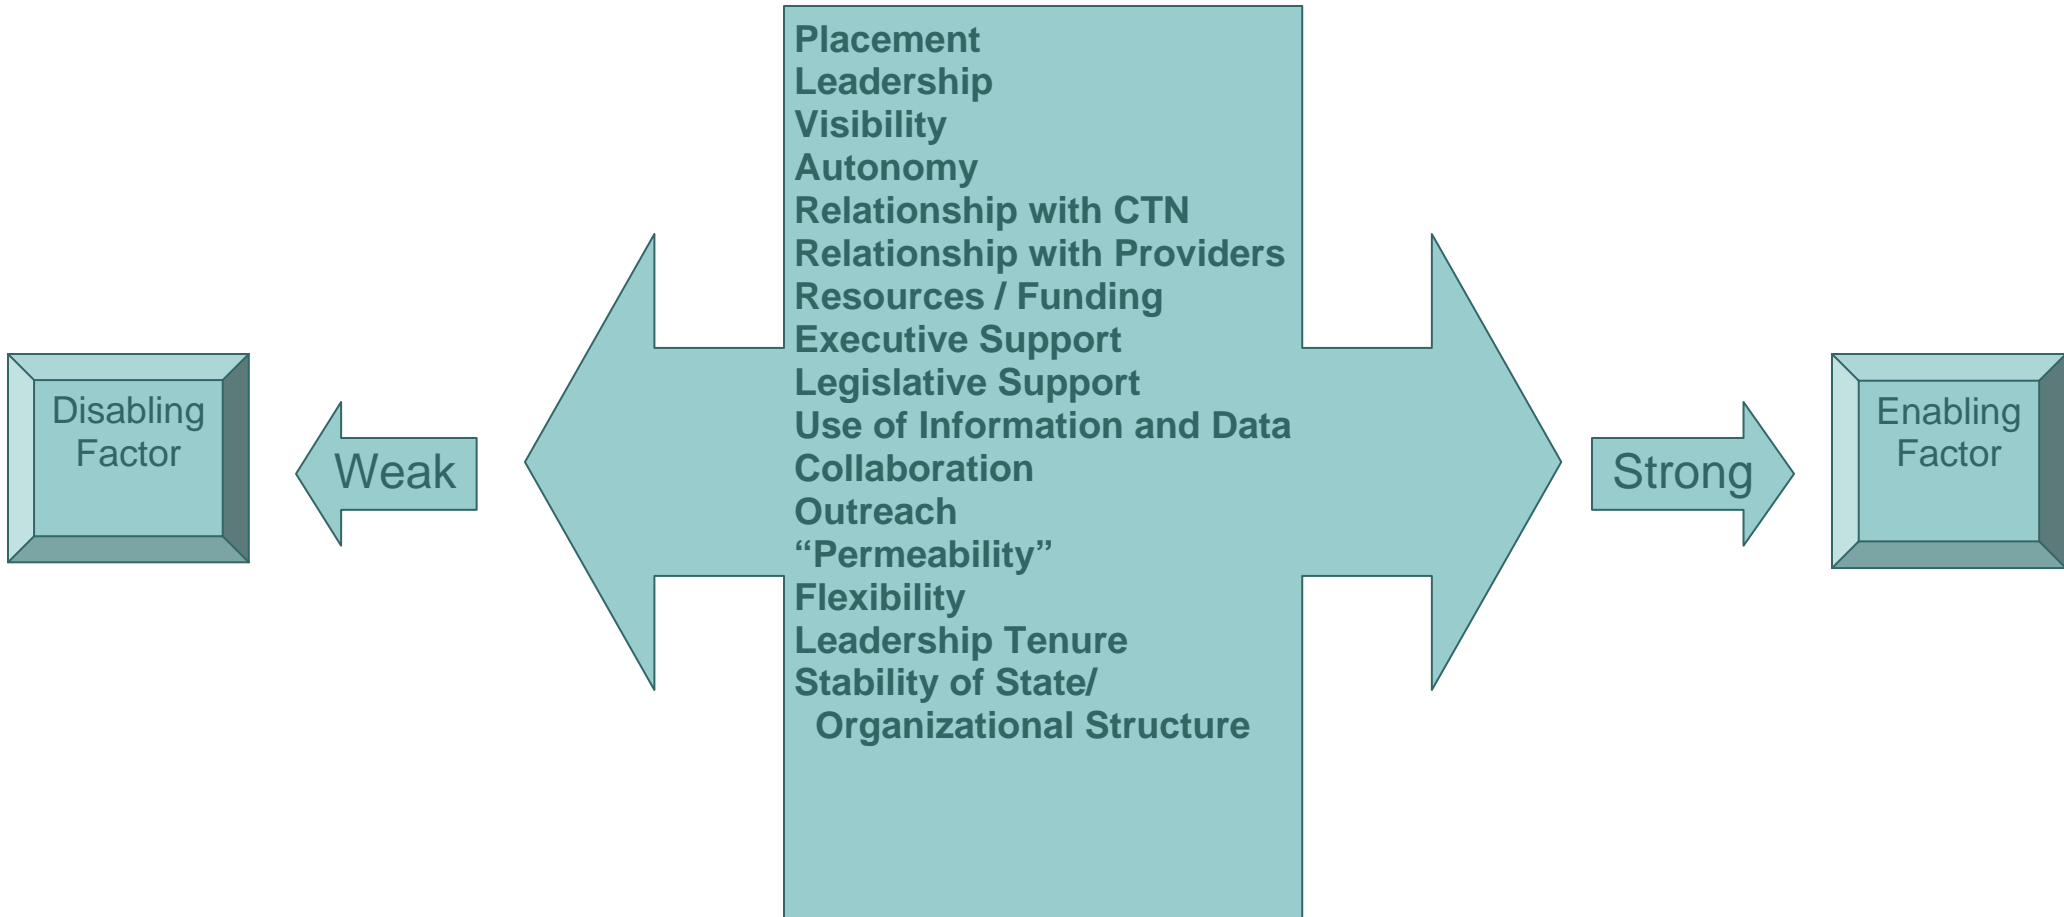 Placement
Leadership
Visibility
Autonomy
Relationship with CTN
Relationship with Providers
Resources / Funding
Executive Support
Legislative Support
Use of Information and Data
Collaboration
Outreach
“Permeability”
Flexibility
Leadership Tenure
Stability of State/
Organizational Structure
Disabling
Factor
Weak
Strong
Enabling
Factor